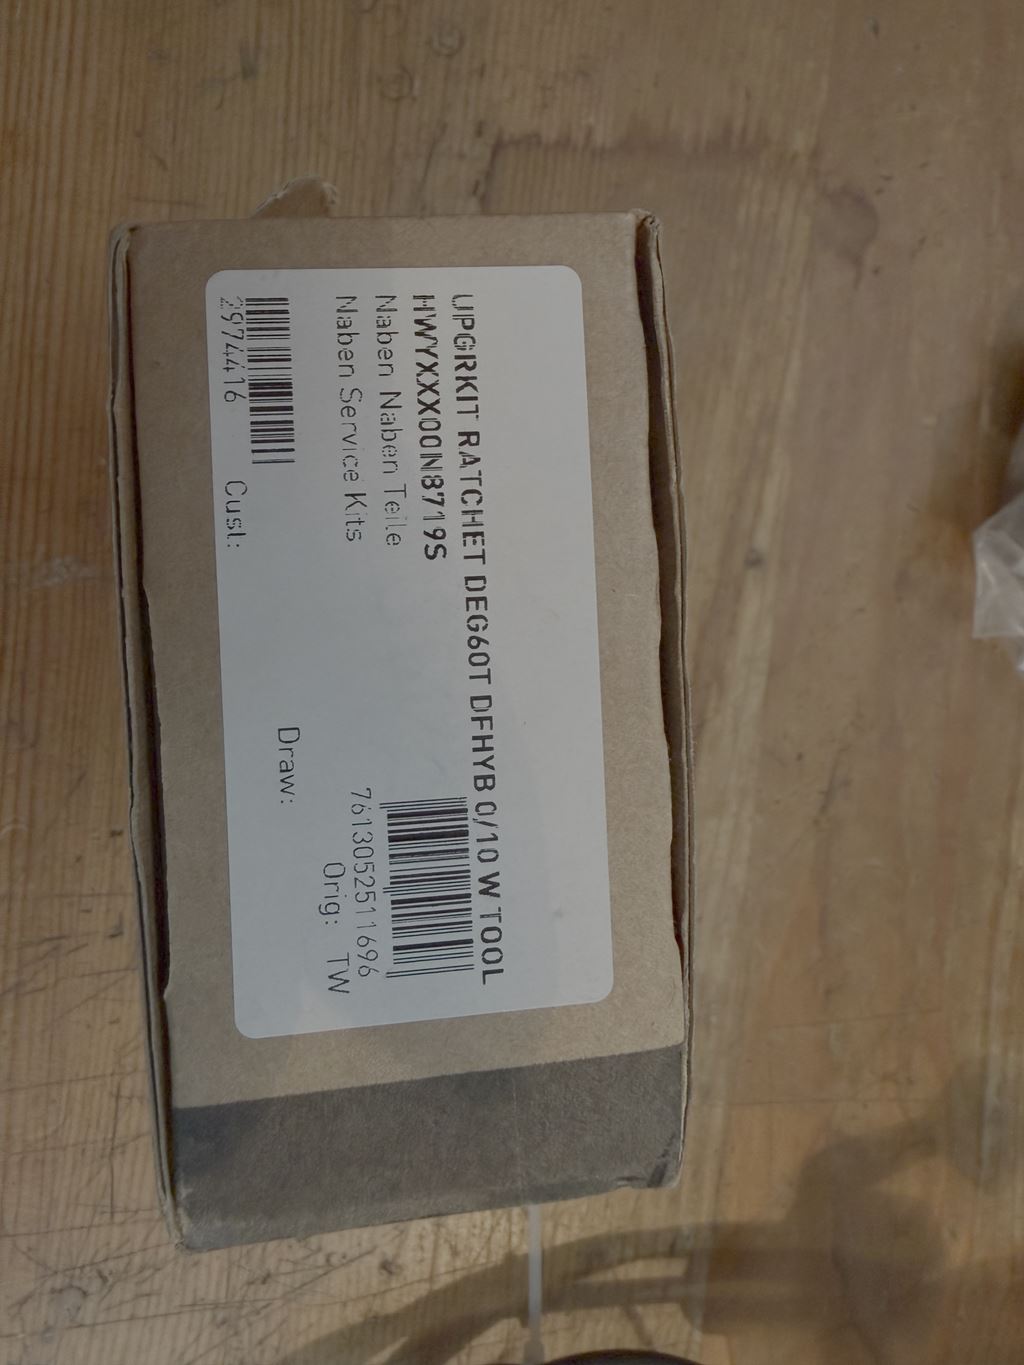 UPGRKIT RATCHET DEG60T DFHYB 0/10 W TOOL
HWYXXX00N8719S
Naben Naben Teile
Naben Service Kits
7613052511696
Orig: TW
Draw:
2974416
Cust: